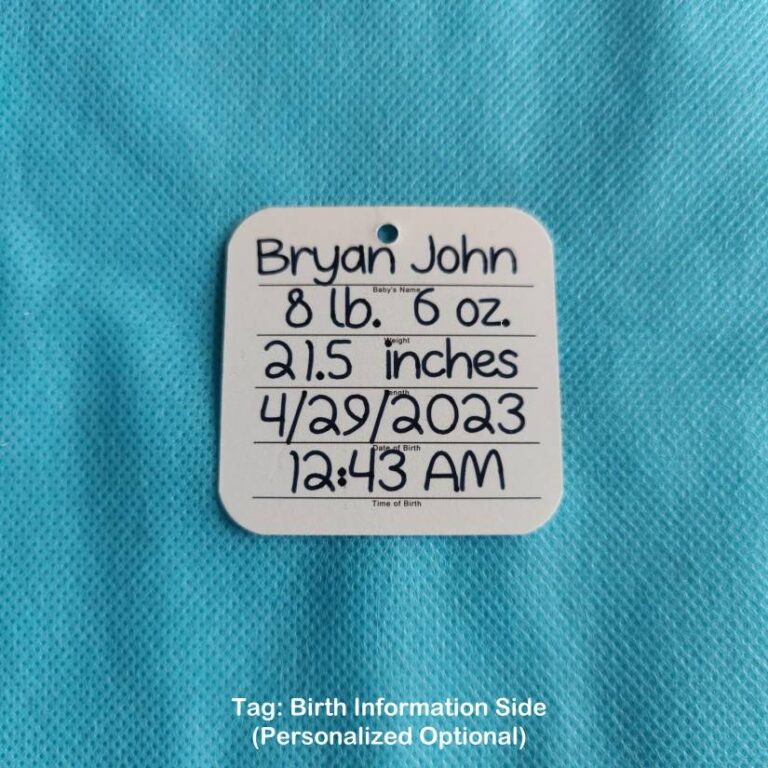 Bryan John
Baby's Name
8 lb. 6 oz.
Weight
21.5 inches
Length
4/29/2023
Date of Birth
12:43 AM
Time of Birth
Tag: Birth Information Side
(Personalized Optional)